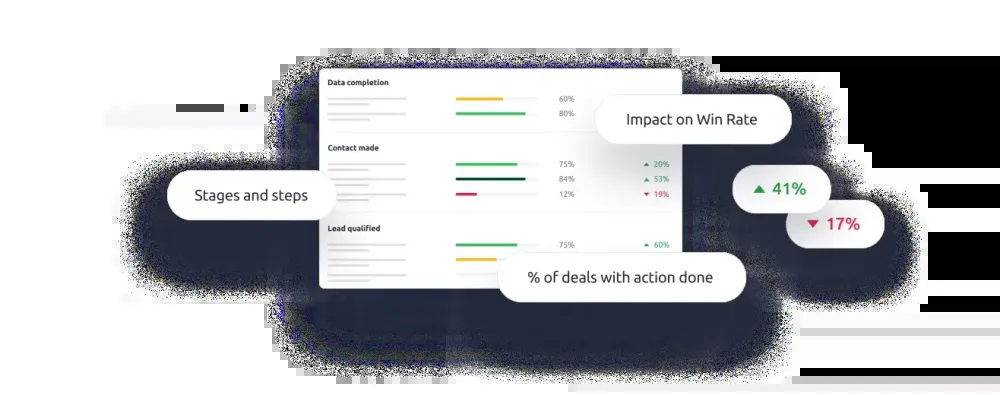 Data completion
60%
80%
Impact on Win Rate
Contact made
75% ▲ 20%
84% ▲ 53%
12% ▼ 19%
Stages and steps
▲ 41%
▼ 17%
Lead qualified
75% ▲ 60%
% of deals with action done